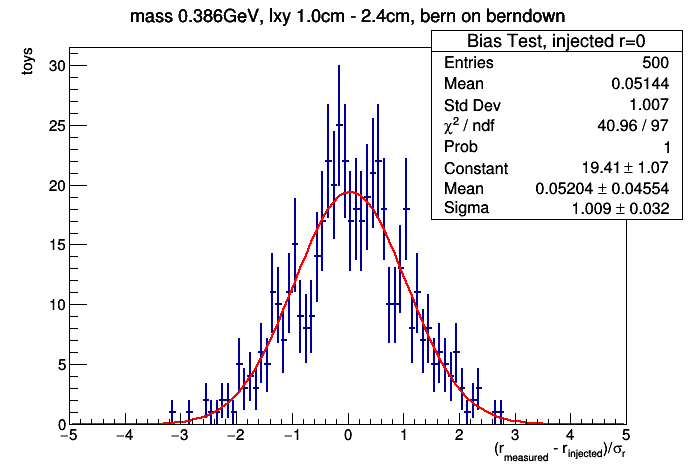 mass 0.386GeV, lxy 1.0cm - 2.4cm, bern on berndown
Bias Test, injected r=0
Entries 500
Mean 0.05144
Std Dev 1.007
χ² / ndf 40.96 / 97
Prob 1
Constant 19.41 ± 1.07
Mean 0.05204 ± 0.04554
Sigma 1.009 ± 0.032
toys
30
25
20
15
10
5
0
−5 −4 −3 −2 −1 0 1 2 3 4 5
(r_measured - r_injected)/σ_r